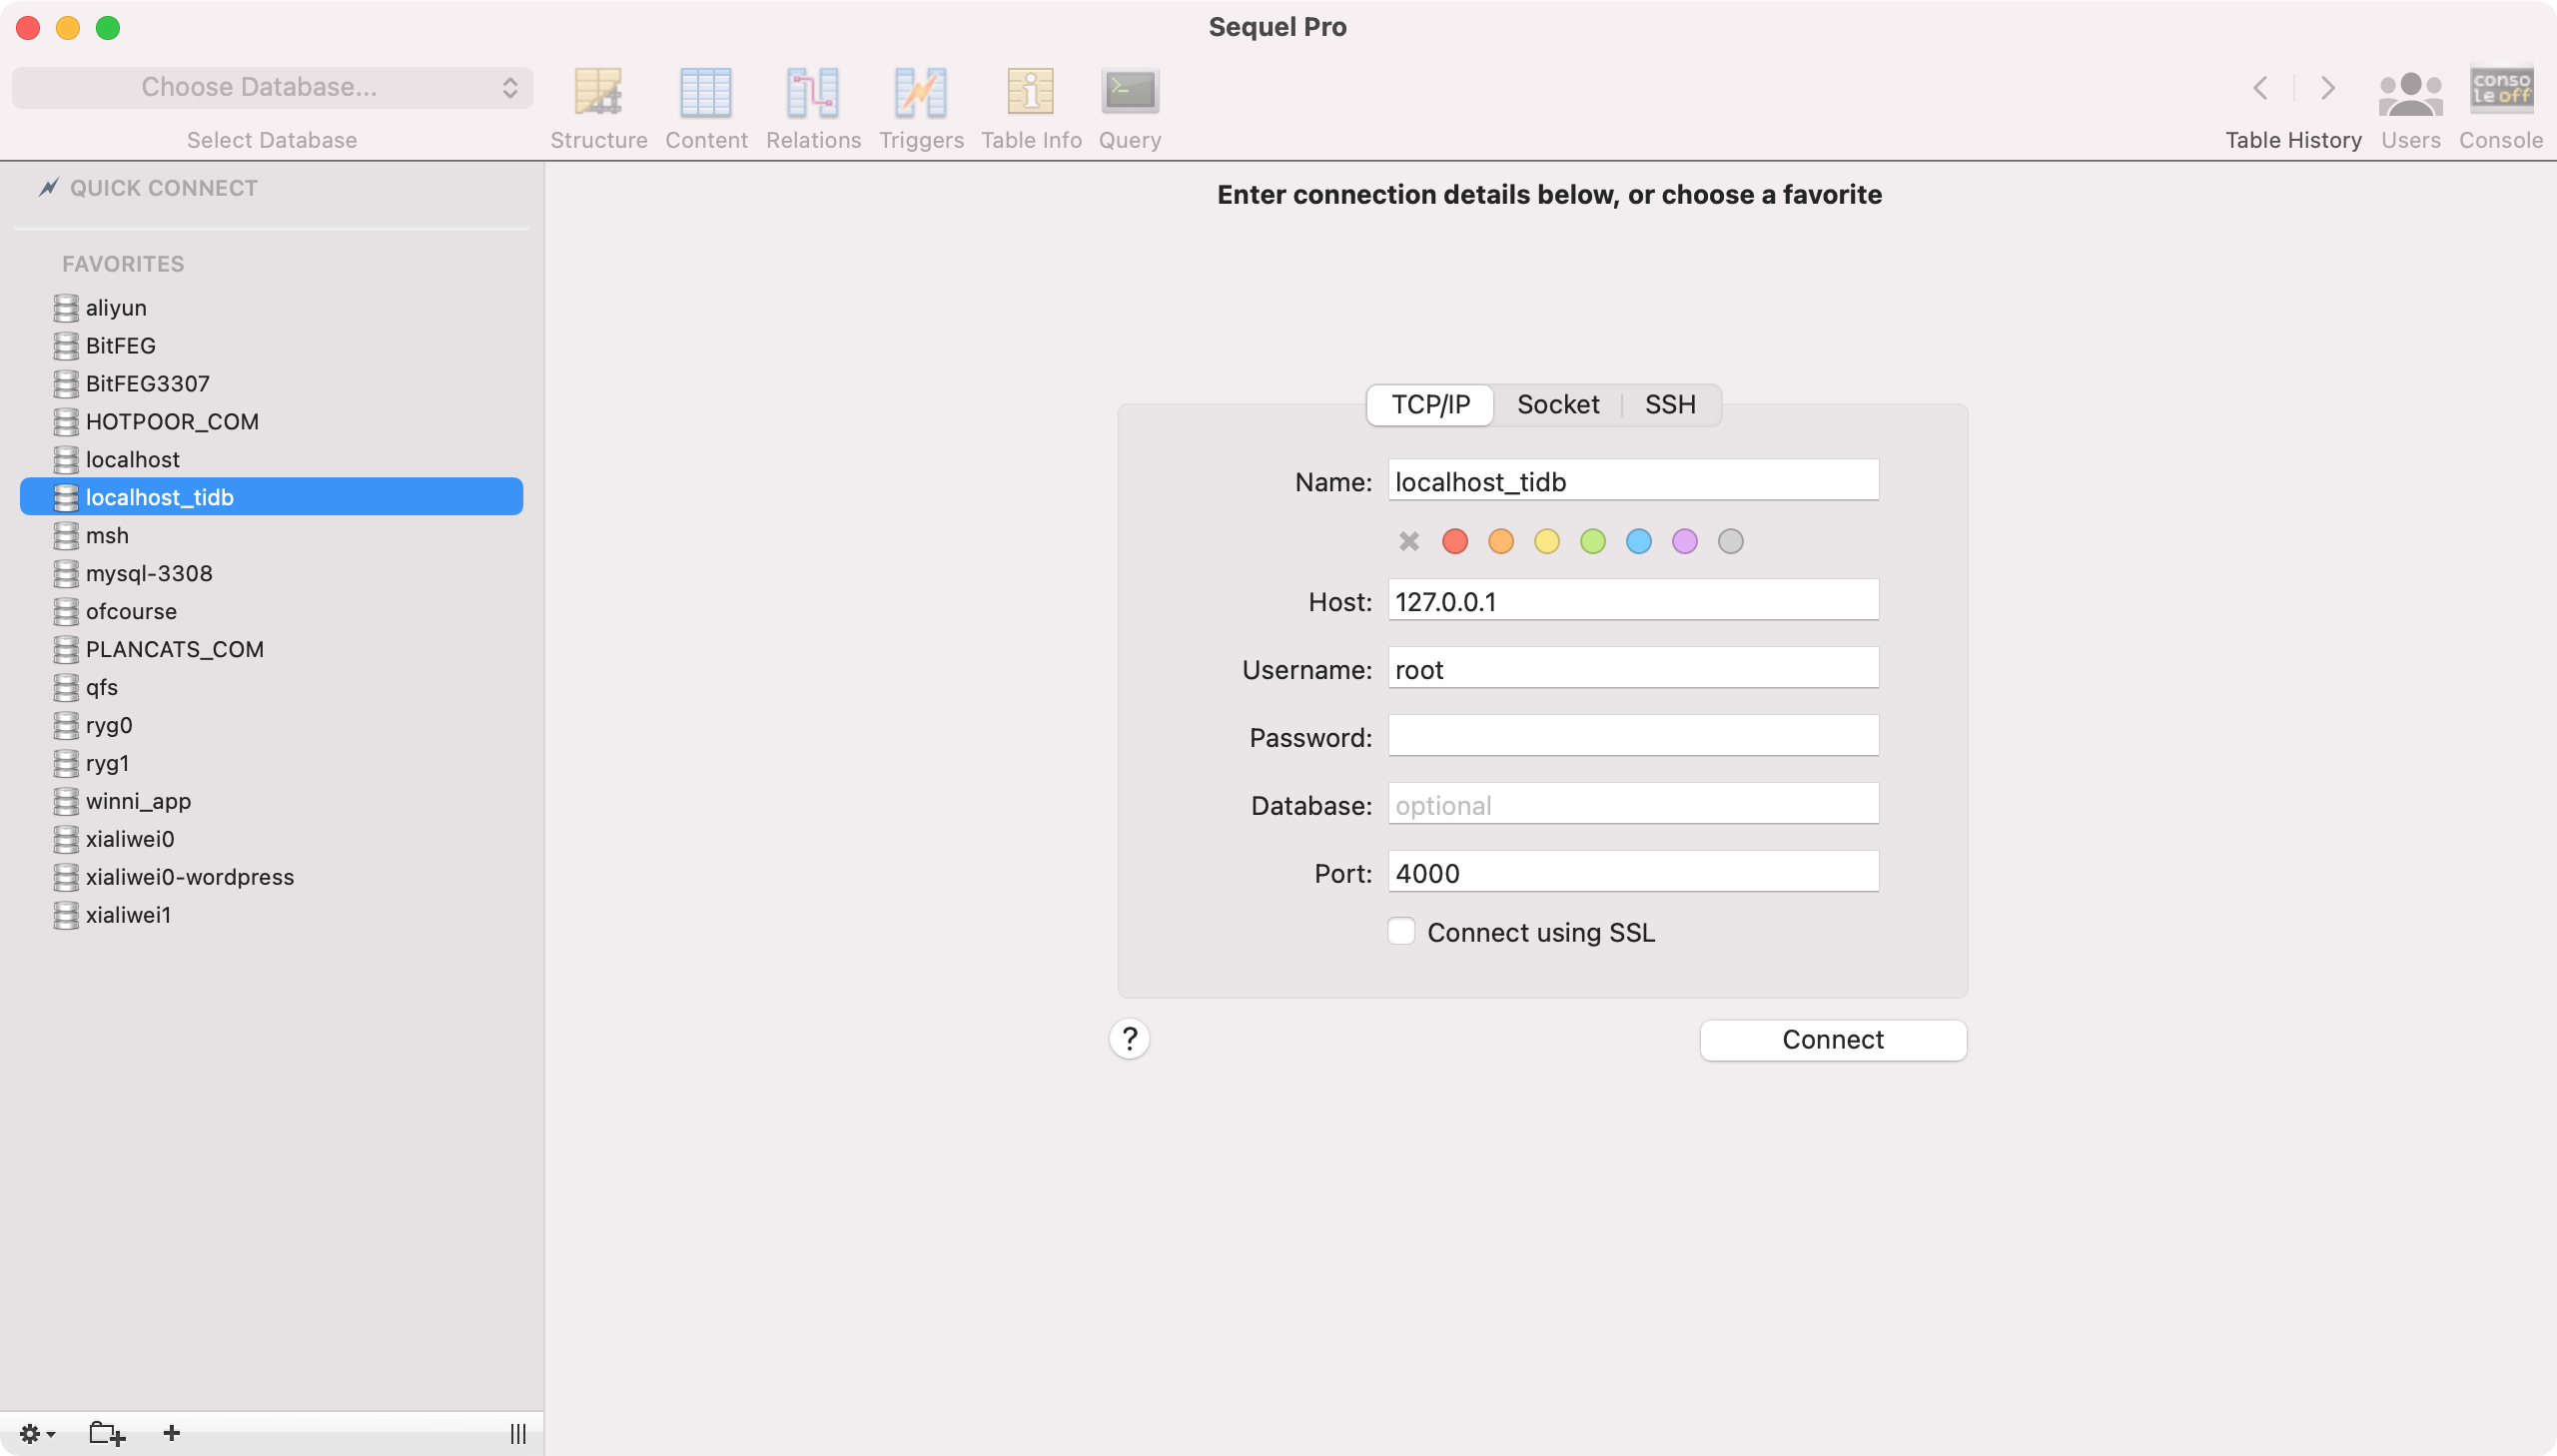 Sequel Pro
Choose Database...
Select Database
Structure
Content
Relations
Triggers
Table Info
Query
Table History
Users
conso
le off
Console
QUICK CONNECT
FAVORITES
aliyun
BitFEG
BitFEG3307
HOTPOOR_COM
localhost
localhost_tidb
msh
mysql-3308
ofcourse
PLANCATS_COM
qfs
ryg0
ryg1
winni_app
xialiwei0
xialiwei0-wordpress
xialiwei1
Enter connection details below, or choose a favorite
TCP/IP Socket SSH
Name: localhost_tidb
Host: 127.0.0.1
Username: root
Password:
Database: optional
Port: 4000
Connect using SSL
?
Connect